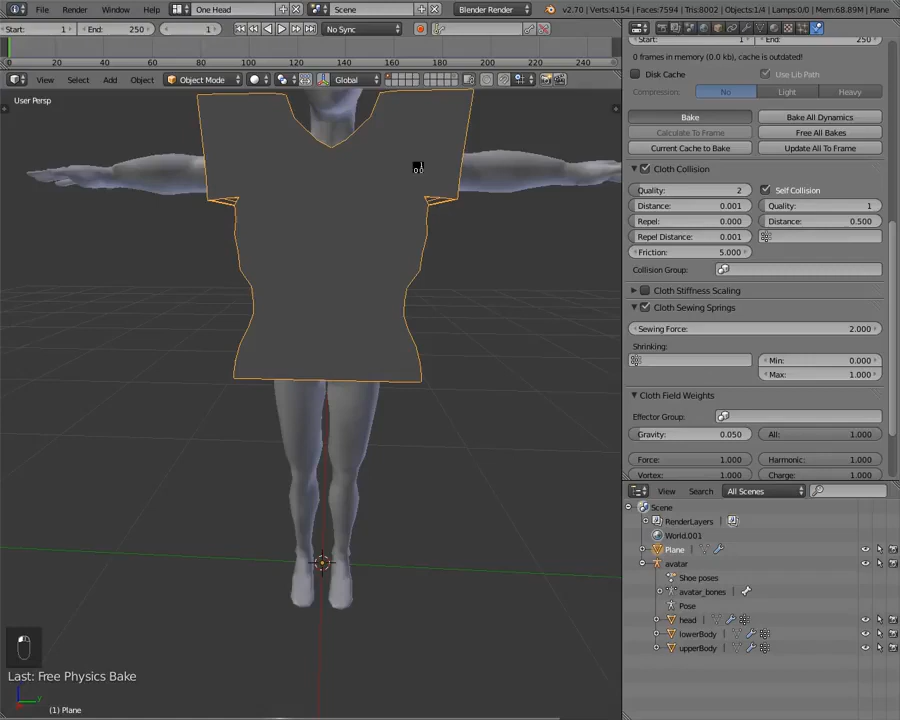 File Render Window Help One Head Scene Blender Render v2.70 | Verts:4154 | Faces:7594 | Tris:8002 | Objects:1/4 | Lamps:0/0 | Mem:68.89M | Plane
Start: 1 End: 250 1 No Sync
0 20 40 60 80 100 120 140 160 180 200 220 240
View Select Add Object Object Mode Global
User Persp
Start: 1 End: 250
0 frames in memory (0.0 kb), cache is outdated!
Disk Cache Use Lib Path
Compression: No Light Heavy
Bake Bake All Dynamics
Calculate To Frame Free All Bakes
Current Cache to Bake Update All To Frame
Cloth Collision
Quality: 2 Self Collision
Distance: 0.001 Quality: 1
Repel: 0.000 Distance: 0.500
Repel Distance: 0.001
Friction: 5.000
Collision Group:
Cloth Stiffness Scaling
Cloth Sewing Springs
Sewing Force: 2.000
Shrinking:
Min: 0.000
Max: 1.000
Cloth Field Weights
Effector Group:
Gravity: 0.050 All: 1.000
Force: 1.000 Harmonic: 1.000
Vortex: 1.000 Charge: 1.000
View Search All Scenes
Scene
RenderLayers
World.001
Plane
avatar
Shoe poses
avatar_bones
Pose
head
lowerBody
upperBody
Last: Free Physics Bake
(1) Plane